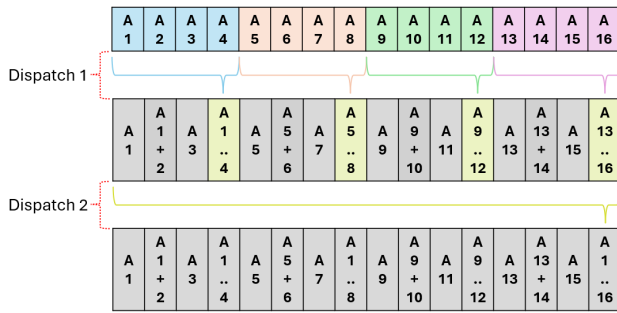 A 1 A 2 A 3 A 4 A 5 A 6 A 7 A 8 A 9 A 10 A 11 A 12 A 13 A 14 A 15 A 16
Dispatch 1
A 1 A 1 + 2 A 3 A 1 .. 4 A 5 A 5 + 6 A 7 A 5 .. 8 A 9 A 9 + 10 A 11 A 9 .. 12 A 13 A 13 + 14 A 15 A 13 .. 16
Dispatch 2
A 1 A 1 + 2 A 3 A 1 .. 4 A 5 A 5 + 6 A 7 A 1 .. 8 A 9 A 9 + 10 A 11 A 9 .. 12 A 13 A 13 + 14 A 15 A 1 .. 16